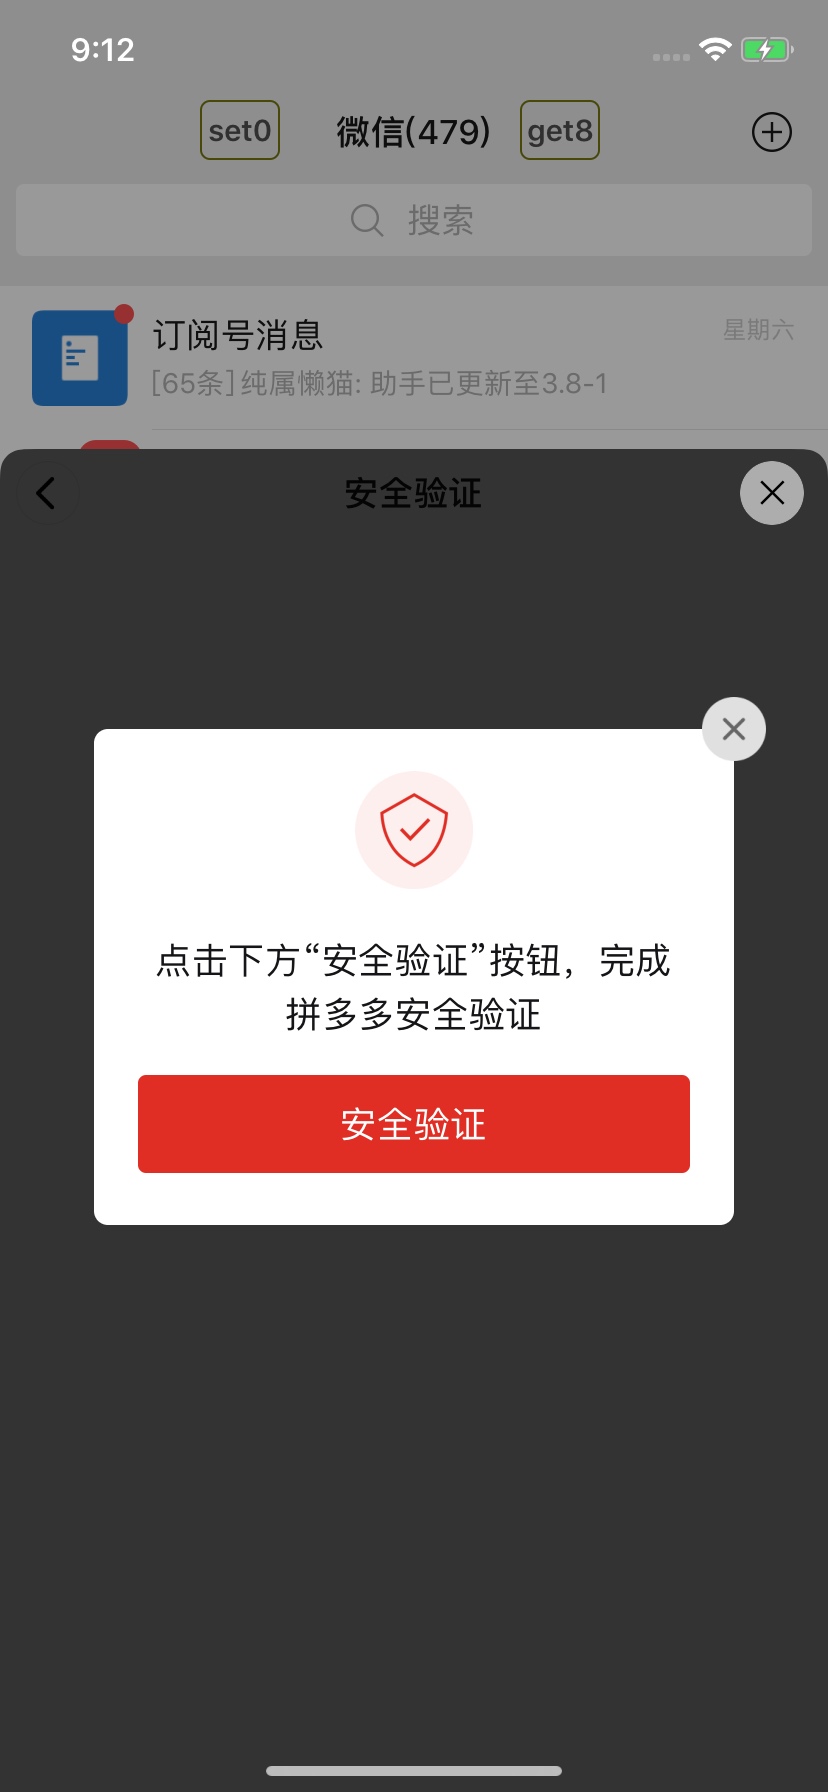 9:12
set0 微信(479) get8
搜索
订阅号消息 星期六
[65条]纯属懒猫: 助手已更新至3.8-1
安全验证
点击下方“安全验证”按钮，完成
拼多多安全验证
安全验证